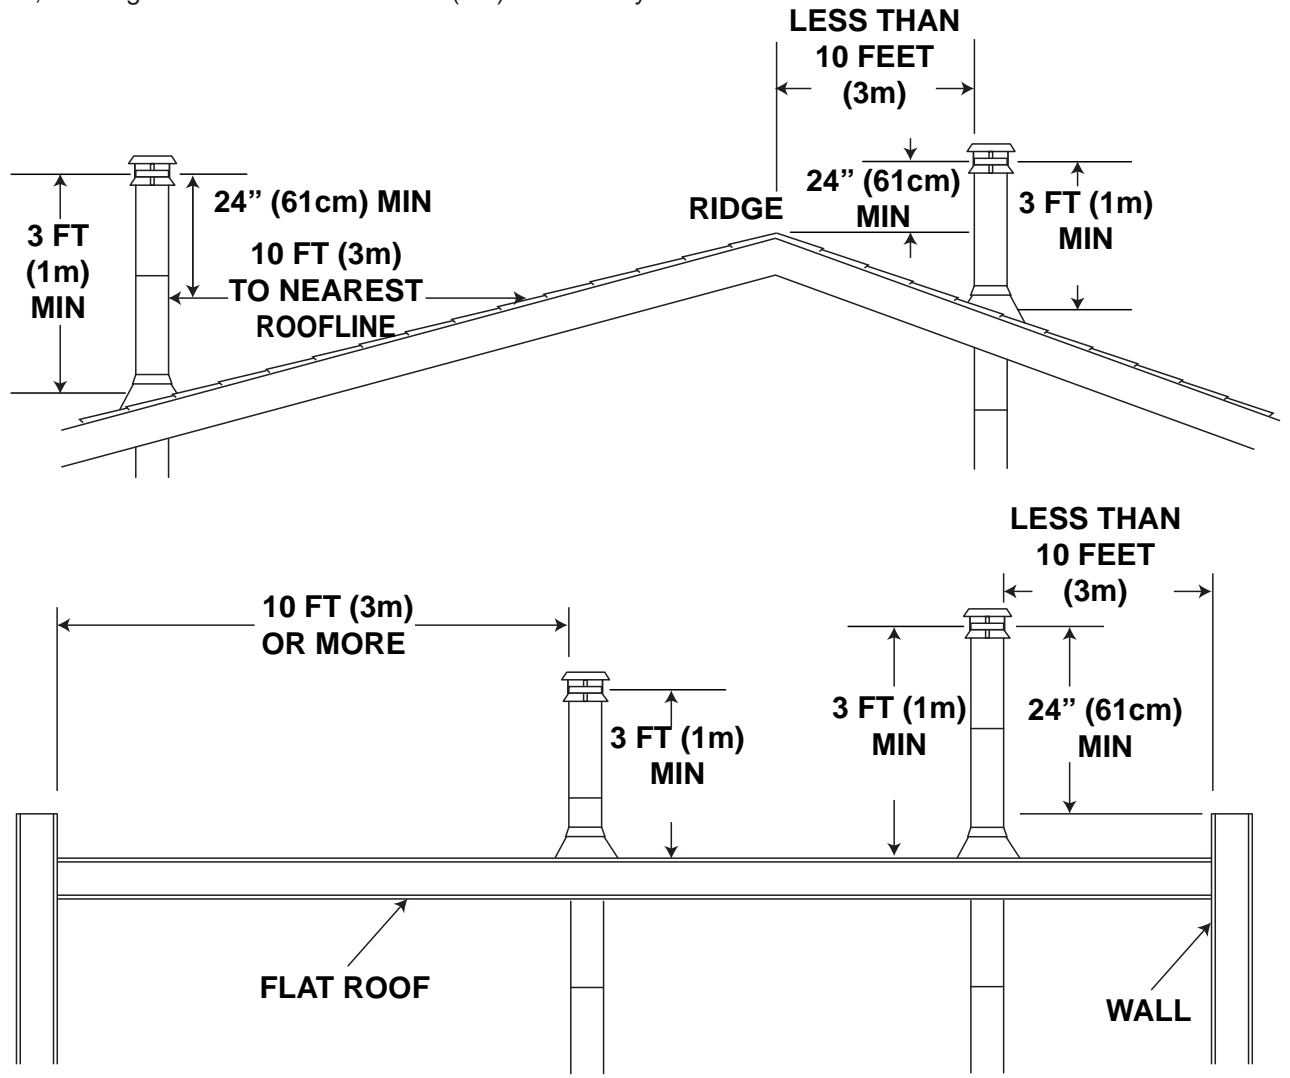 LESS THAN
10 FEET
(3m)
24” (61cm) MIN
3 FT
(1m)
MIN
10 FT (3m)
TO NEAREST
ROOFLINE
RIDGE
24” (61cm)
MIN
3 FT (1m)
MIN
LESS THAN
10 FEET
(3m)
10 FT (3m)
OR MORE
3 FT (1m)
MIN
3 FT (1m)
MIN
24” (61cm)
MIN
FLAT ROOF
WALL